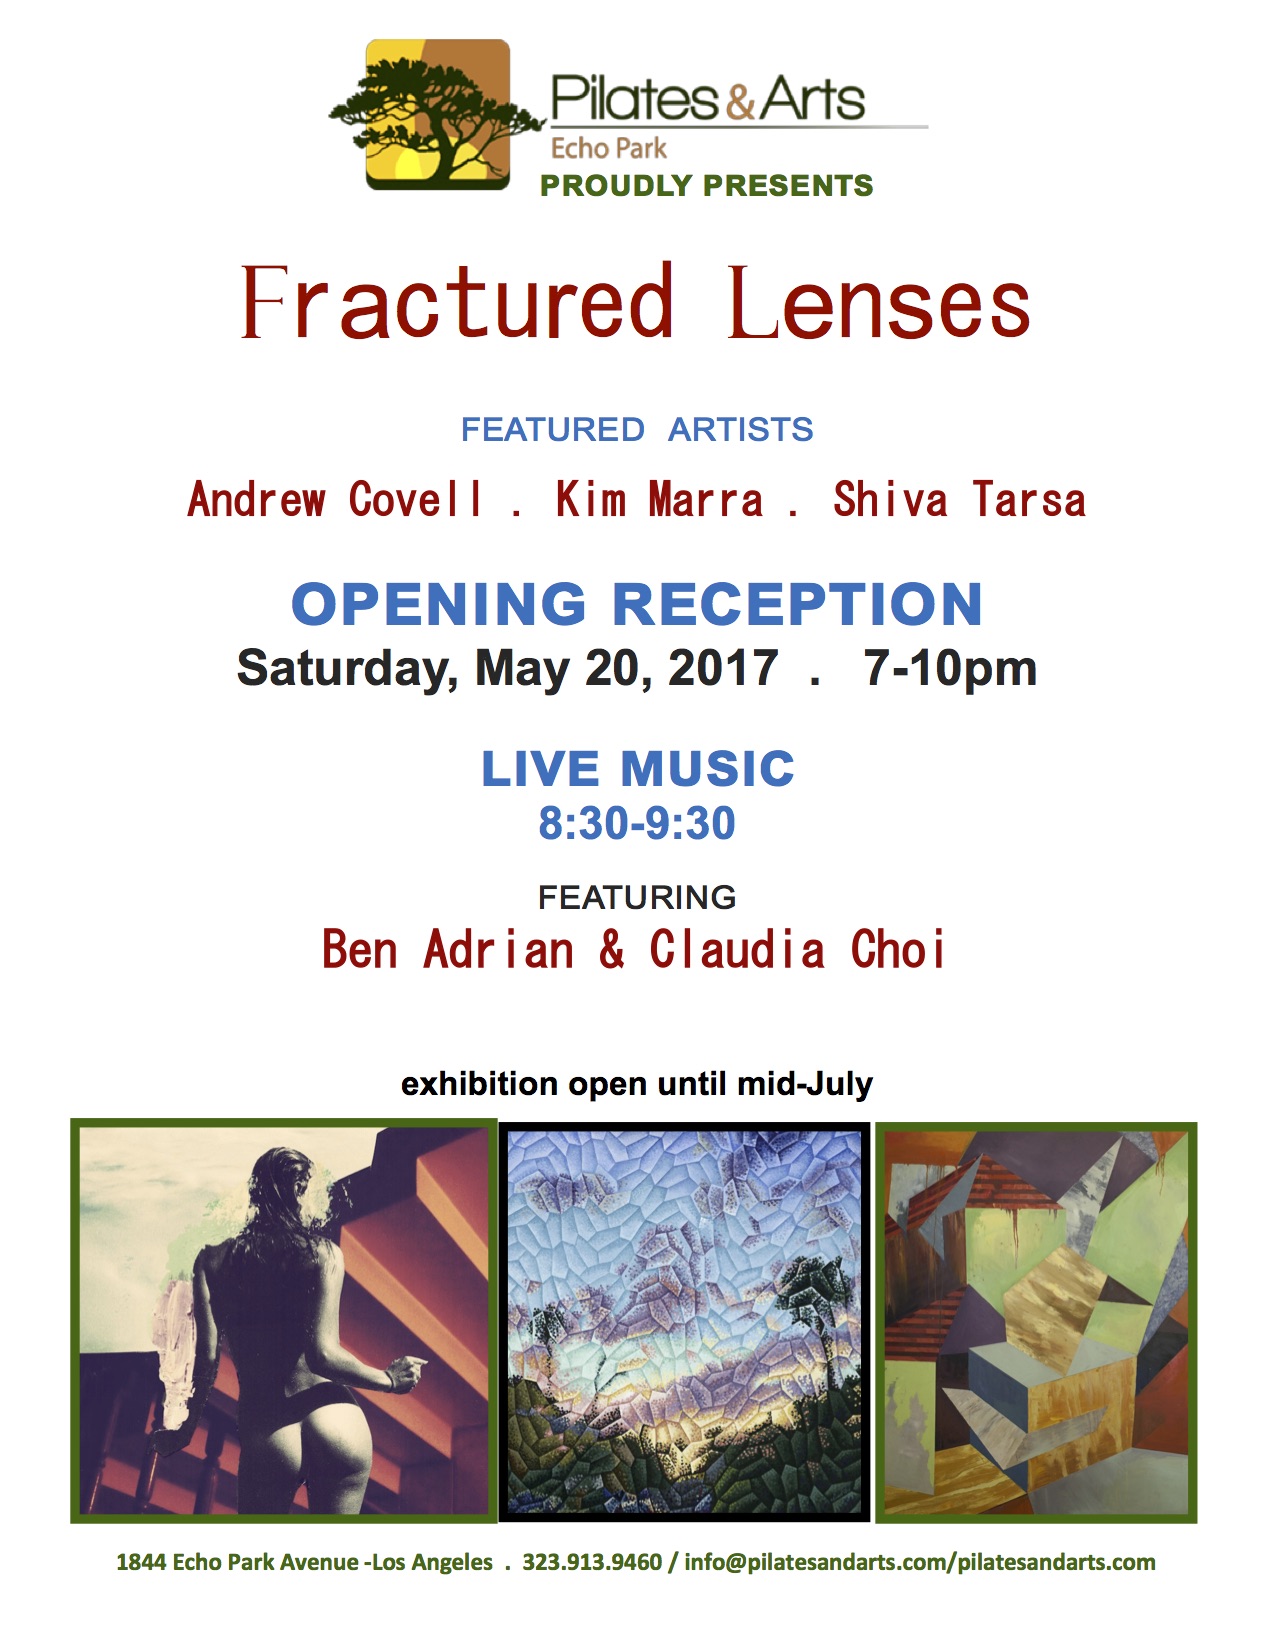 Pilates & Arts
Echo Park
PROUDLY PRESENTS
Fractured Lenses
FEATURED ARTISTS
Andrew Covell . Kim Marra . Shiva Tarsa
OPENING RECEPTION
Saturday, May 20, 2017 . 7-10pm
LIVE MUSIC
8:30-9:30
FEATURING
Ben Adrian & Claudia Choi
exhibition open until mid-July
1844 Echo Park Avenue -Los Angeles . 323.913.9460 / info@pilatesandarts.com/pilatesandarts.com